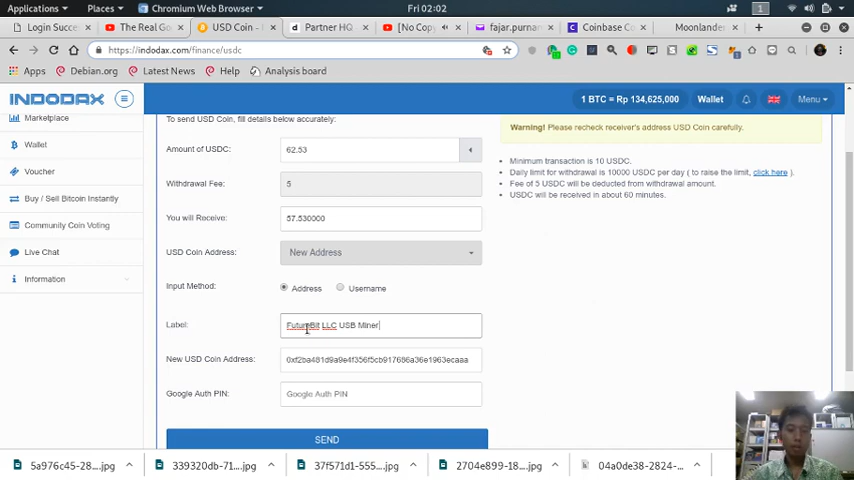 Applications
Places
Chromium Web Browser
Fri 02:02
1
Login Succes
The Real Go
USD Coin -
Partner HQ
[No Copy
fajar.purnam
Coinbase Co
Moonlander
https://indodax.com/finance/usdc
Apps
Debian.org
Latest News
Help
Analysis board
INDODAX
1 BTC = Rp 134,625,000
Wallet
Menu
Marketplace
Wallet
Voucher
Buy / Sell Bitcoin Instantly
Community Coin Voting
Live Chat
Information
To send USD Coin, fill details below accurately:
Amount of USDC:
62.53
Withdrawal Fee:
5
You will Receive:
57.530000
USD Coin Address:
New Address
Input Method:
Address
Username
Label:
FutureBit LLC USB Miner
New USD Coin Address:
0xf2ba481d9a9e4f356f5cb917686a36e1963ecaaa
Google Auth PIN:
Google Auth PIN
SEND
Warning! Please recheck receiver's address USD Coin carefully.
Minimum transaction is 10 USDC.
Daily limit for withdrawal is 10000 USDC per day ( to raise the limit, click here ).
Fee of 5 USDC will be deducted from withdrawal amount.
USDC will be received in about 60 minutes.
5a976c45-28....jpg
339320db-71....jpg
37f571d1-555....jpg
2704e899-18....jpg
04a0de38-2824-...